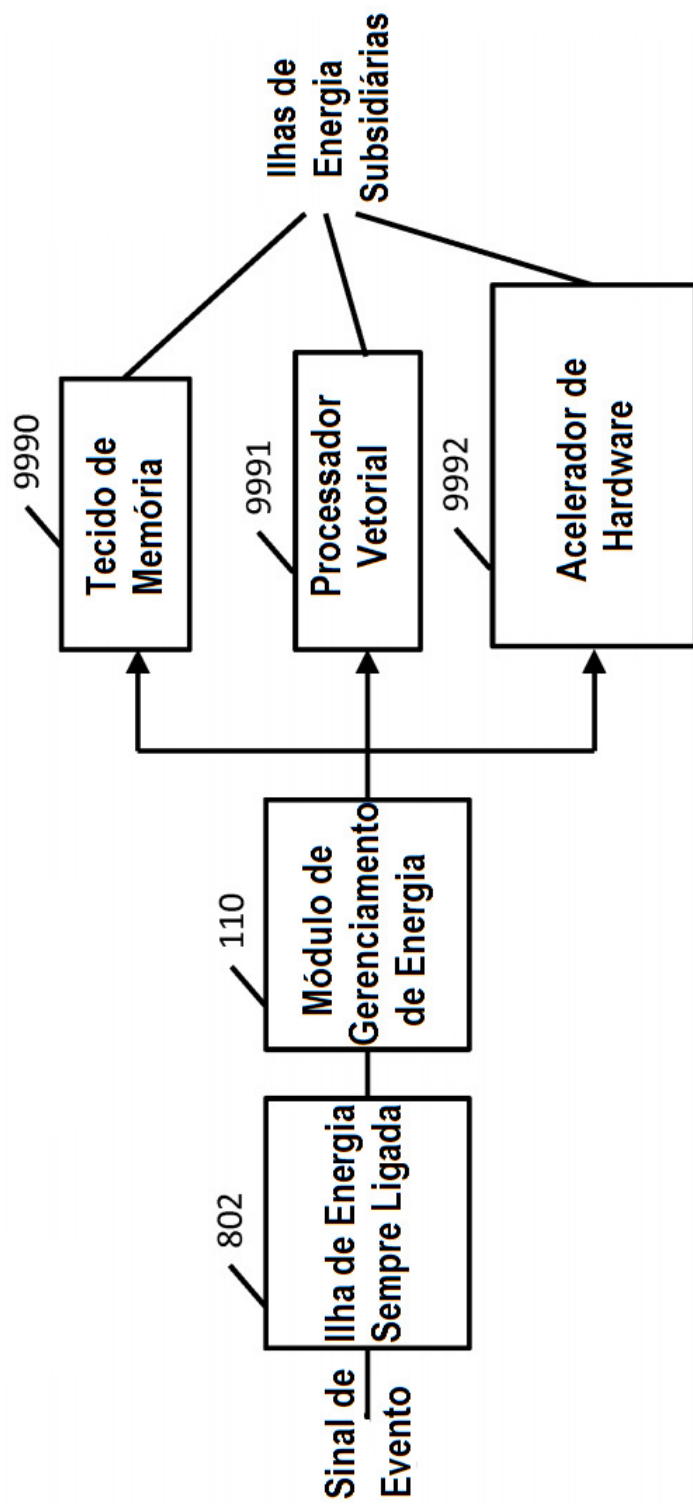 Sinal de
Evento
802
Ilha de Energia
Sempre Ligada
110
Módulo de
Gerenciamento
de Energia
9990
Tecido de
Memória
9991
Processador
Vetorial
9992
Acelerador de
Hardware
Ilhas de
Energia
Subsidiárias